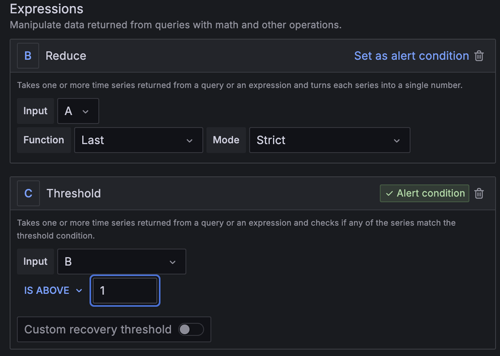 Expressions
Manipulate data returned from queries with math and other operations.
B Reduce Set as alert condition
Takes one or more time series returned from a query or an expression and turns each series into a single number.
Input A
Function Last Mode Strict
C Threshold ✓ Alert condition
Takes one or more time series returned from a query or an expression and checks if any of the series match the
threshold condition.
Input B
IS ABOVE 1
Custom recovery threshold